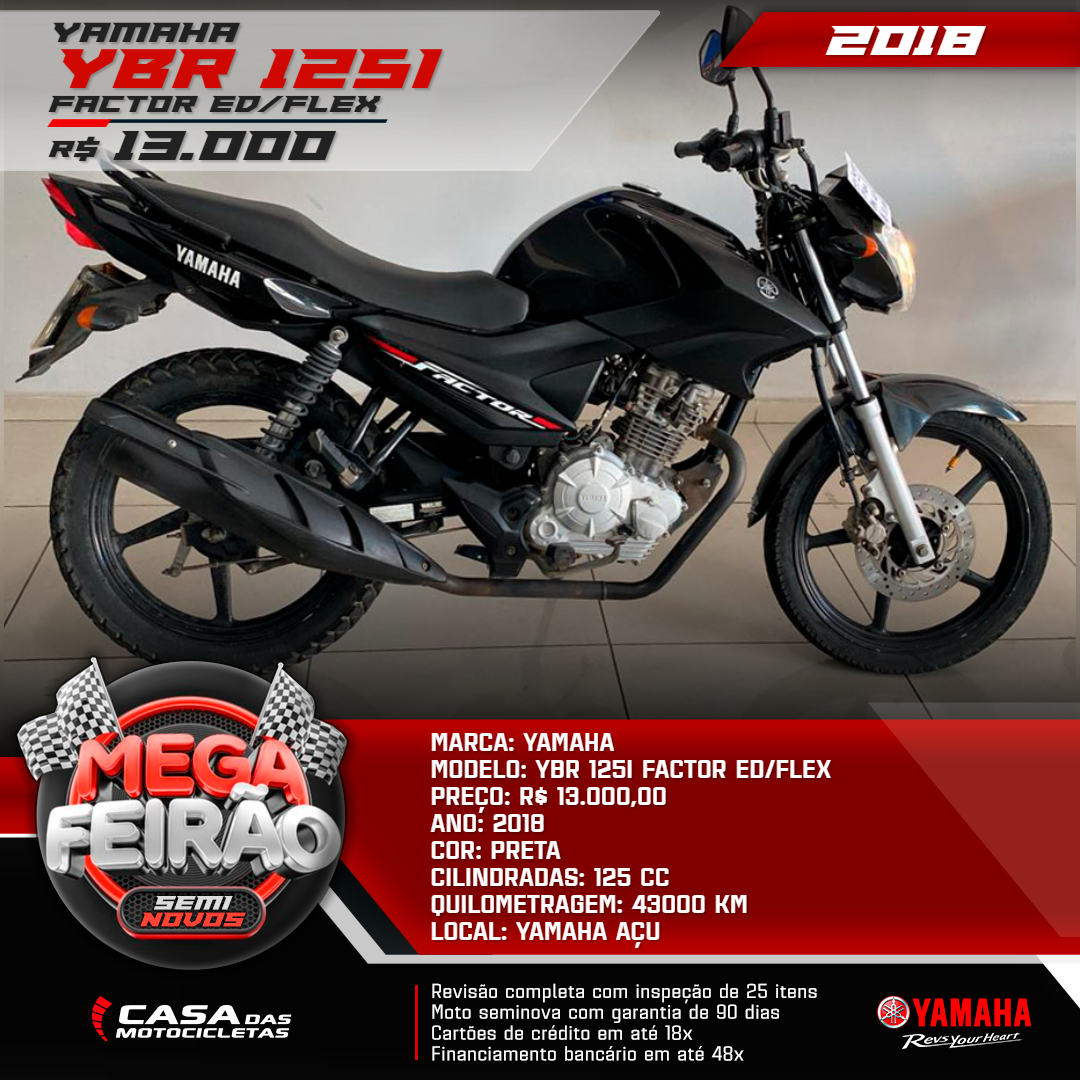 YAMAHA
YBR 125I
FACTOR ED/FLEX
R$ 13.000
2018
YAMAHA
FACTOR
YAMAHA
MEGA
FEIRÃO
SEMI
NOVOS
MARCA: YAMAHA
MODELO: YBR 125I FACTOR ED/FLEX
PREÇO: R$ 13.000,00
ANO: 2018
COR: PRETA
CILINDRADAS: 125 CC
QUILOMETRAGEM: 43000 KM
LOCAL: YAMAHA AÇU
CASA DAS
MOTOCICLETAS
Revisão completa com inspeção de 25 itens
Moto seminova com garantia de 90 dias
Cartões de crédito em até 18x
Financiamento bancário em até 48x
YAMAHA
Revs Your Heart